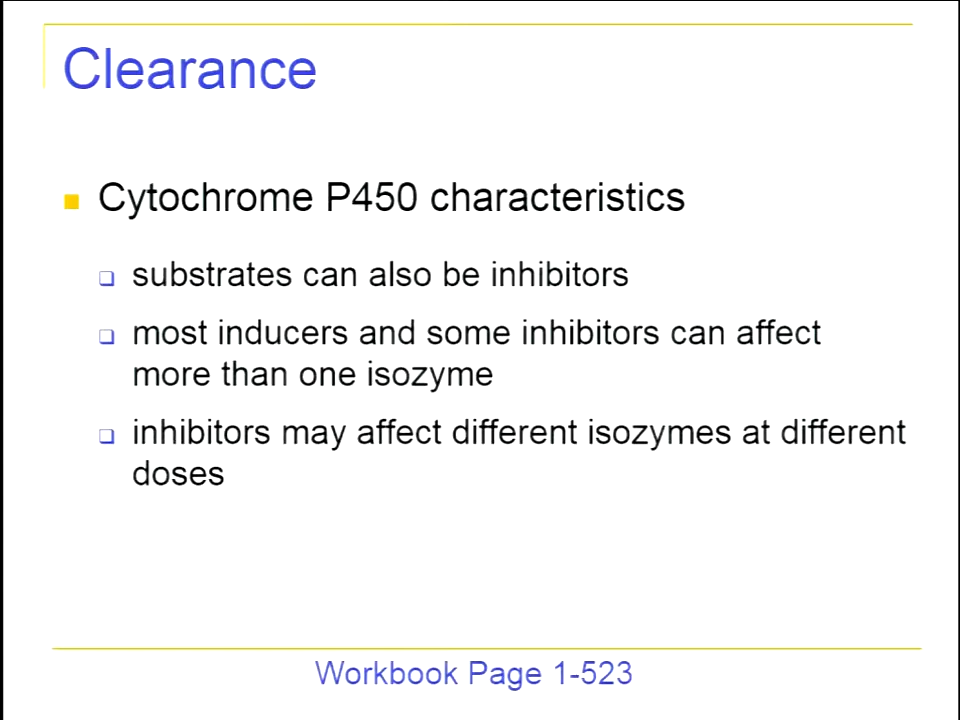 Clearance
Cytochrome P450 characteristics
substrates can also be inhibitors
most inducers and some inhibitors can affect
more than one isozyme
inhibitors may affect different isozymes at different
doses
Workbook Page 1-523